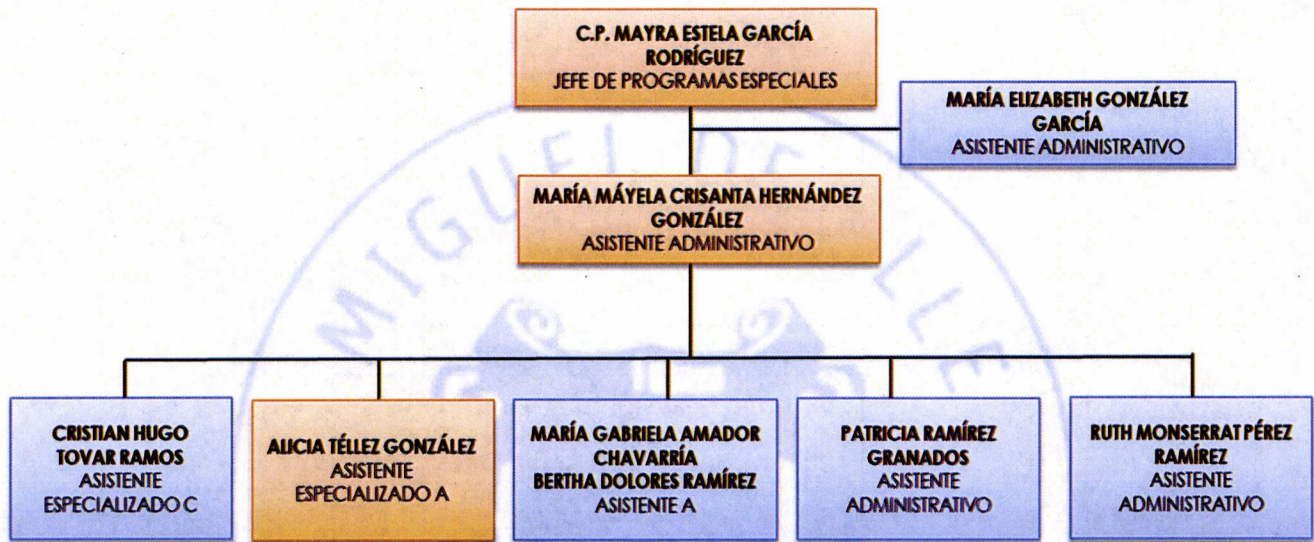 C.P. MAYRA ESTELA GARCÍA
RODRÍGUEZ
JEFE DE PROGRAMAS ESPECIALES
MARÍA ELIZABETH GONZÁLEZ
GARCÍA
ASISTENTE ADMINISTRATIVO
MARÍA MÁYELA CRISANTA HERNÁNDEZ
GONZÁLEZ
ASISTENTE ADMINISTRATIVO
CRISTIAN HUGO
TOVAR RAMOS
ASISTENTE
ESPECIALIZADO C
ALICIA TÉLLEZ GONZÁLEZ
ASISTENTE
ESPECIALIZADO A
MARÍA GABRIELA AMADOR
CHAVARRÍA
BERTHA DOLORES RAMÍREZ
ASISTENTE A
PATRICIA RAMÍREZ
GRANADOS
ASISTENTE
ADMINISTRATIVO
RUTH MONSERRAT PÉREZ
RAMÍREZ
ASISTENTE
ADMINISTRATIVO
MIGUEL DE